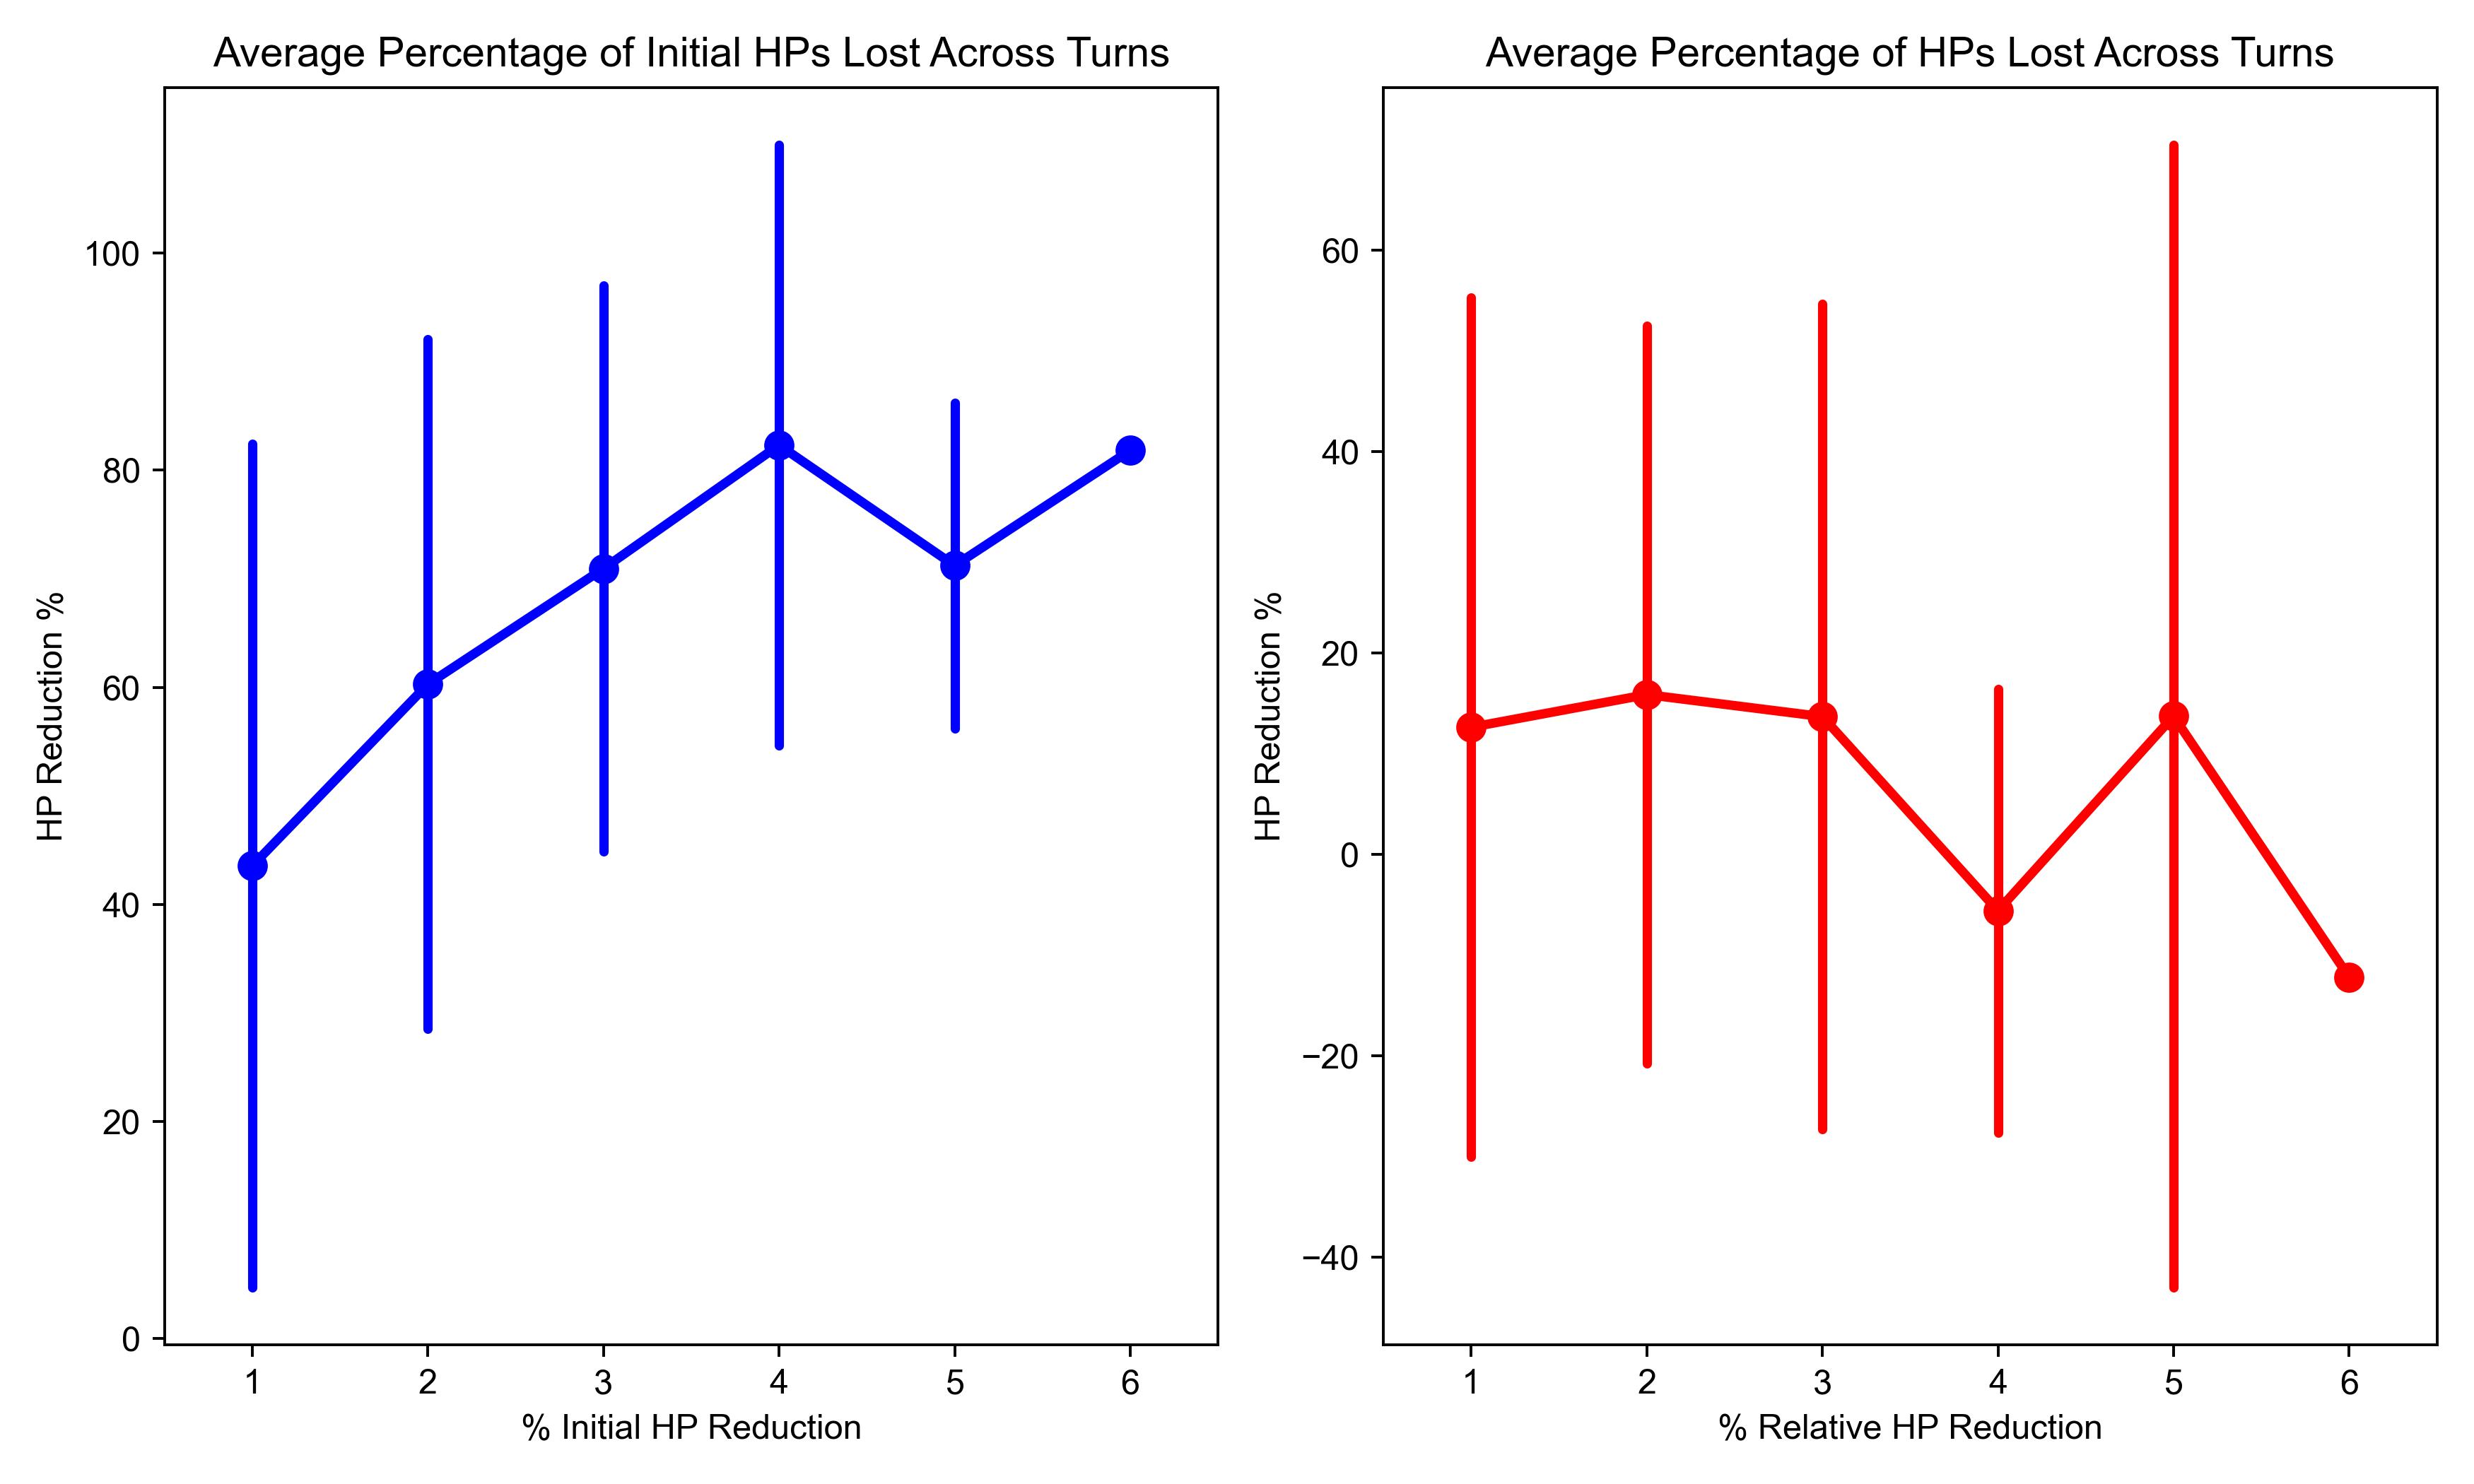 Average Percentage of Initial HPs Lost Across Turns
HP Reduction %
100
80
60
40
20
0
1 2 3 4 5 6
% Initial HP Reduction
Average Percentage of HPs Lost Across Turns
HP Reduction %
60
40
20
0
−20
−40
1 2 3 4 5 6
% Relative HP Reduction